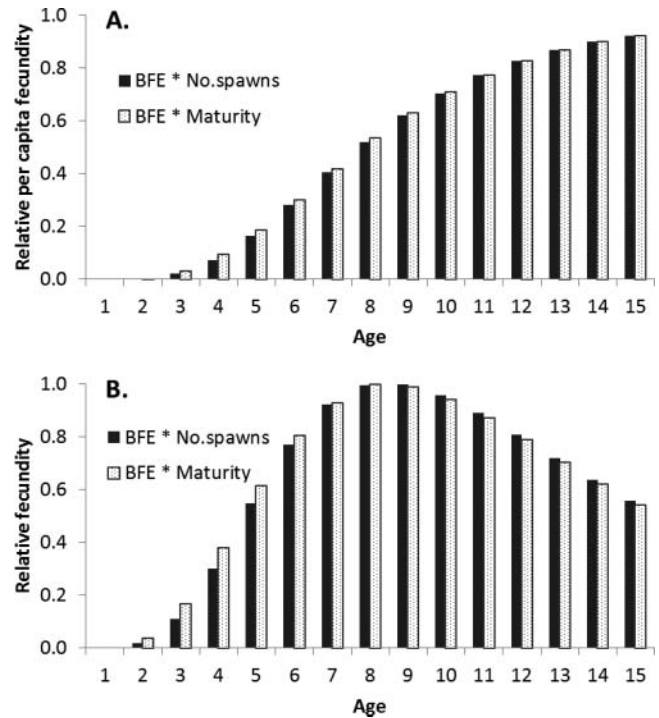 A.
BFE * No.spawns
BFE * Maturity
Relative per capita fecundity
1.0
0.8
0.6
0.4
0.2
0.0
1 2 3 4 5 6 7 8 9 10 11 12 13 14 15
Age
B.
BFE * No.spawns
BFE * Maturity
Relative fecundity
1.0
0.8
0.6
0.4
0.2
0.0
1 2 3 4 5 6 7 8 9 10 11 12 13 14 15
Age